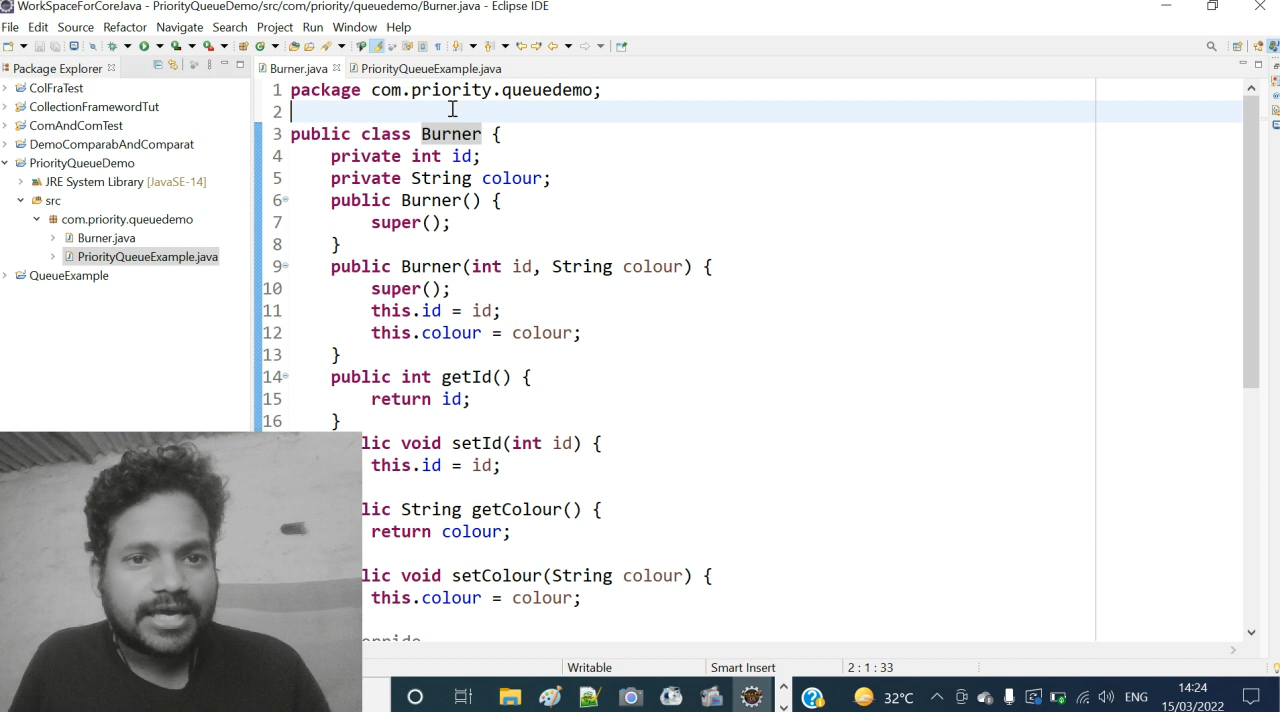 WorkSpaceForCoreJava - PriorityQueueDemo/src/com/priority/queuedemo/Burner.java - Eclipse IDE
File Edit Source Refactor Navigate Search Project Run Window Help
Package Explorer
Burner.java
PriorityQueueExample.java
ColFraTest
CollectionFramewordTut
ComAndComTest
DemoComparabAndComparat
PriorityQueueDemo
JRE System Library [JavaSE-14]
src
com.priority.queuedemo
Burner.java
PriorityQueueExample.java
QueueExample
1 package com.priority.queuedemo;
2
3 public class Burner {
4 private int id;
5 private String colour;
6 public Burner() {
7 super();
8 }
9 public Burner(int id, String colour) {
10 super();
11 this.id = id;
12 this.colour = colour;
13 }
14 public int getId() {
15 return id;
16 }
lic void setId(int id) {
this.id = id;
lic String getColour() {
return colour;
lic void setColour(String colour) {
this.colour = colour;
Writable Smart Insert 2 : 1 : 33
32°C ENG 14:24
15/03/2022